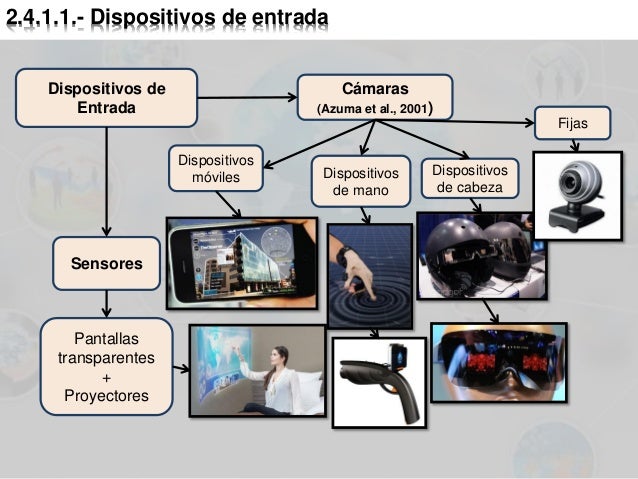 2.4.1.1.- Dispositivos de entrada
Dispositivos de
Entrada
Cámaras
(Azuma et al., 2001)
Fijas
Dispositivos
móviles
Dispositivos
de mano
Dispositivos
de cabeza
Sensores
Pantallas
transparentes
+
Proyectores